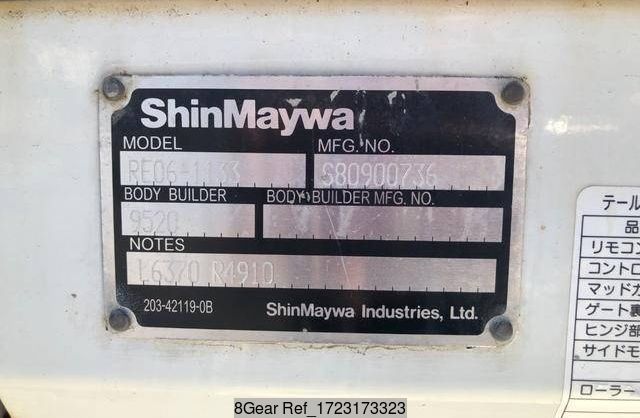 ShinMaywa
MODEL MFG. NO.
RE06-1133 S80900736
BODY BUILDER BODY BUILDER MFG. NO.
9520
NOTES
L6370 R4910
203-42119-0B ShinMaywa Industries, Ltd.
テール
品
リモコン
コントロ
マッドガ
ゲート裏
ヒンジ部
サイドモ
ローラー
8Gear Ref_1723173323